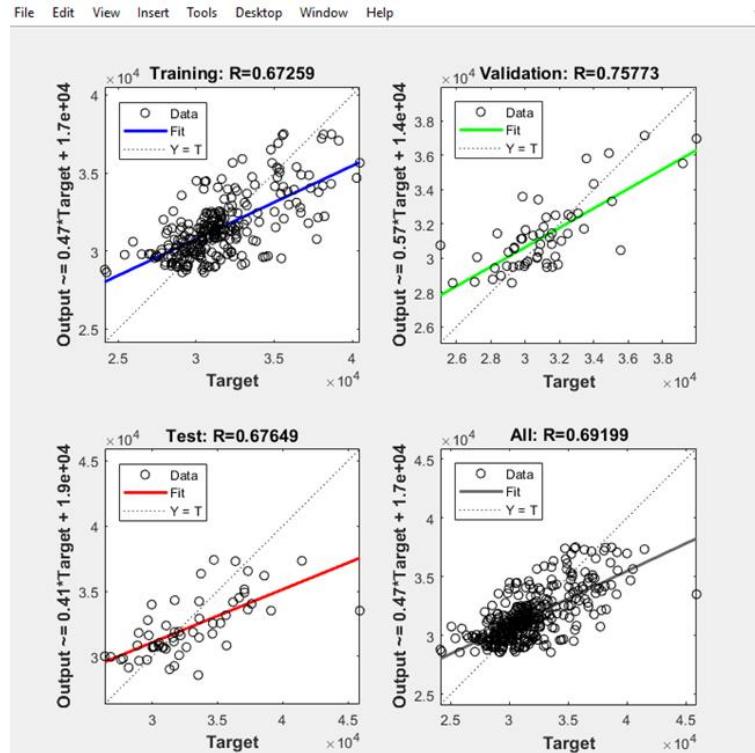 File Edit View Insert Tools Desktop Window Help
×10⁴ Training: R=0.67259
Output ~= 0.47*Target + 1.7e+04
4
3.5
3
2.5
Data
Fit
Y = T
2.5 3 3.5 4
Target ×10⁴
×10⁴ Validation: R=0.75773
Output ~= 0.57*Target + 1.4e+04
3.8
3.6
3.4
3.2
3
2.8
2.6
Data
Fit
Y = T
2.6 2.8 3 3.2 3.4 3.6 3.8
Target ×10⁴
×10⁴ Test: R=0.67649
Output ~= 0.41*Target + 1.9e+04
4.5
4
3.5
3
Data
Fit
Y = T
3 3.5 4 4.5
Target ×10⁴
×10⁴ All: R=0.69199
Output ~= 0.47*Target + 1.7e+04
4.5
4
3.5
3
2.5
Data
Fit
Y = T
2.5 3 3.5 4 4.5
Target ×10⁴